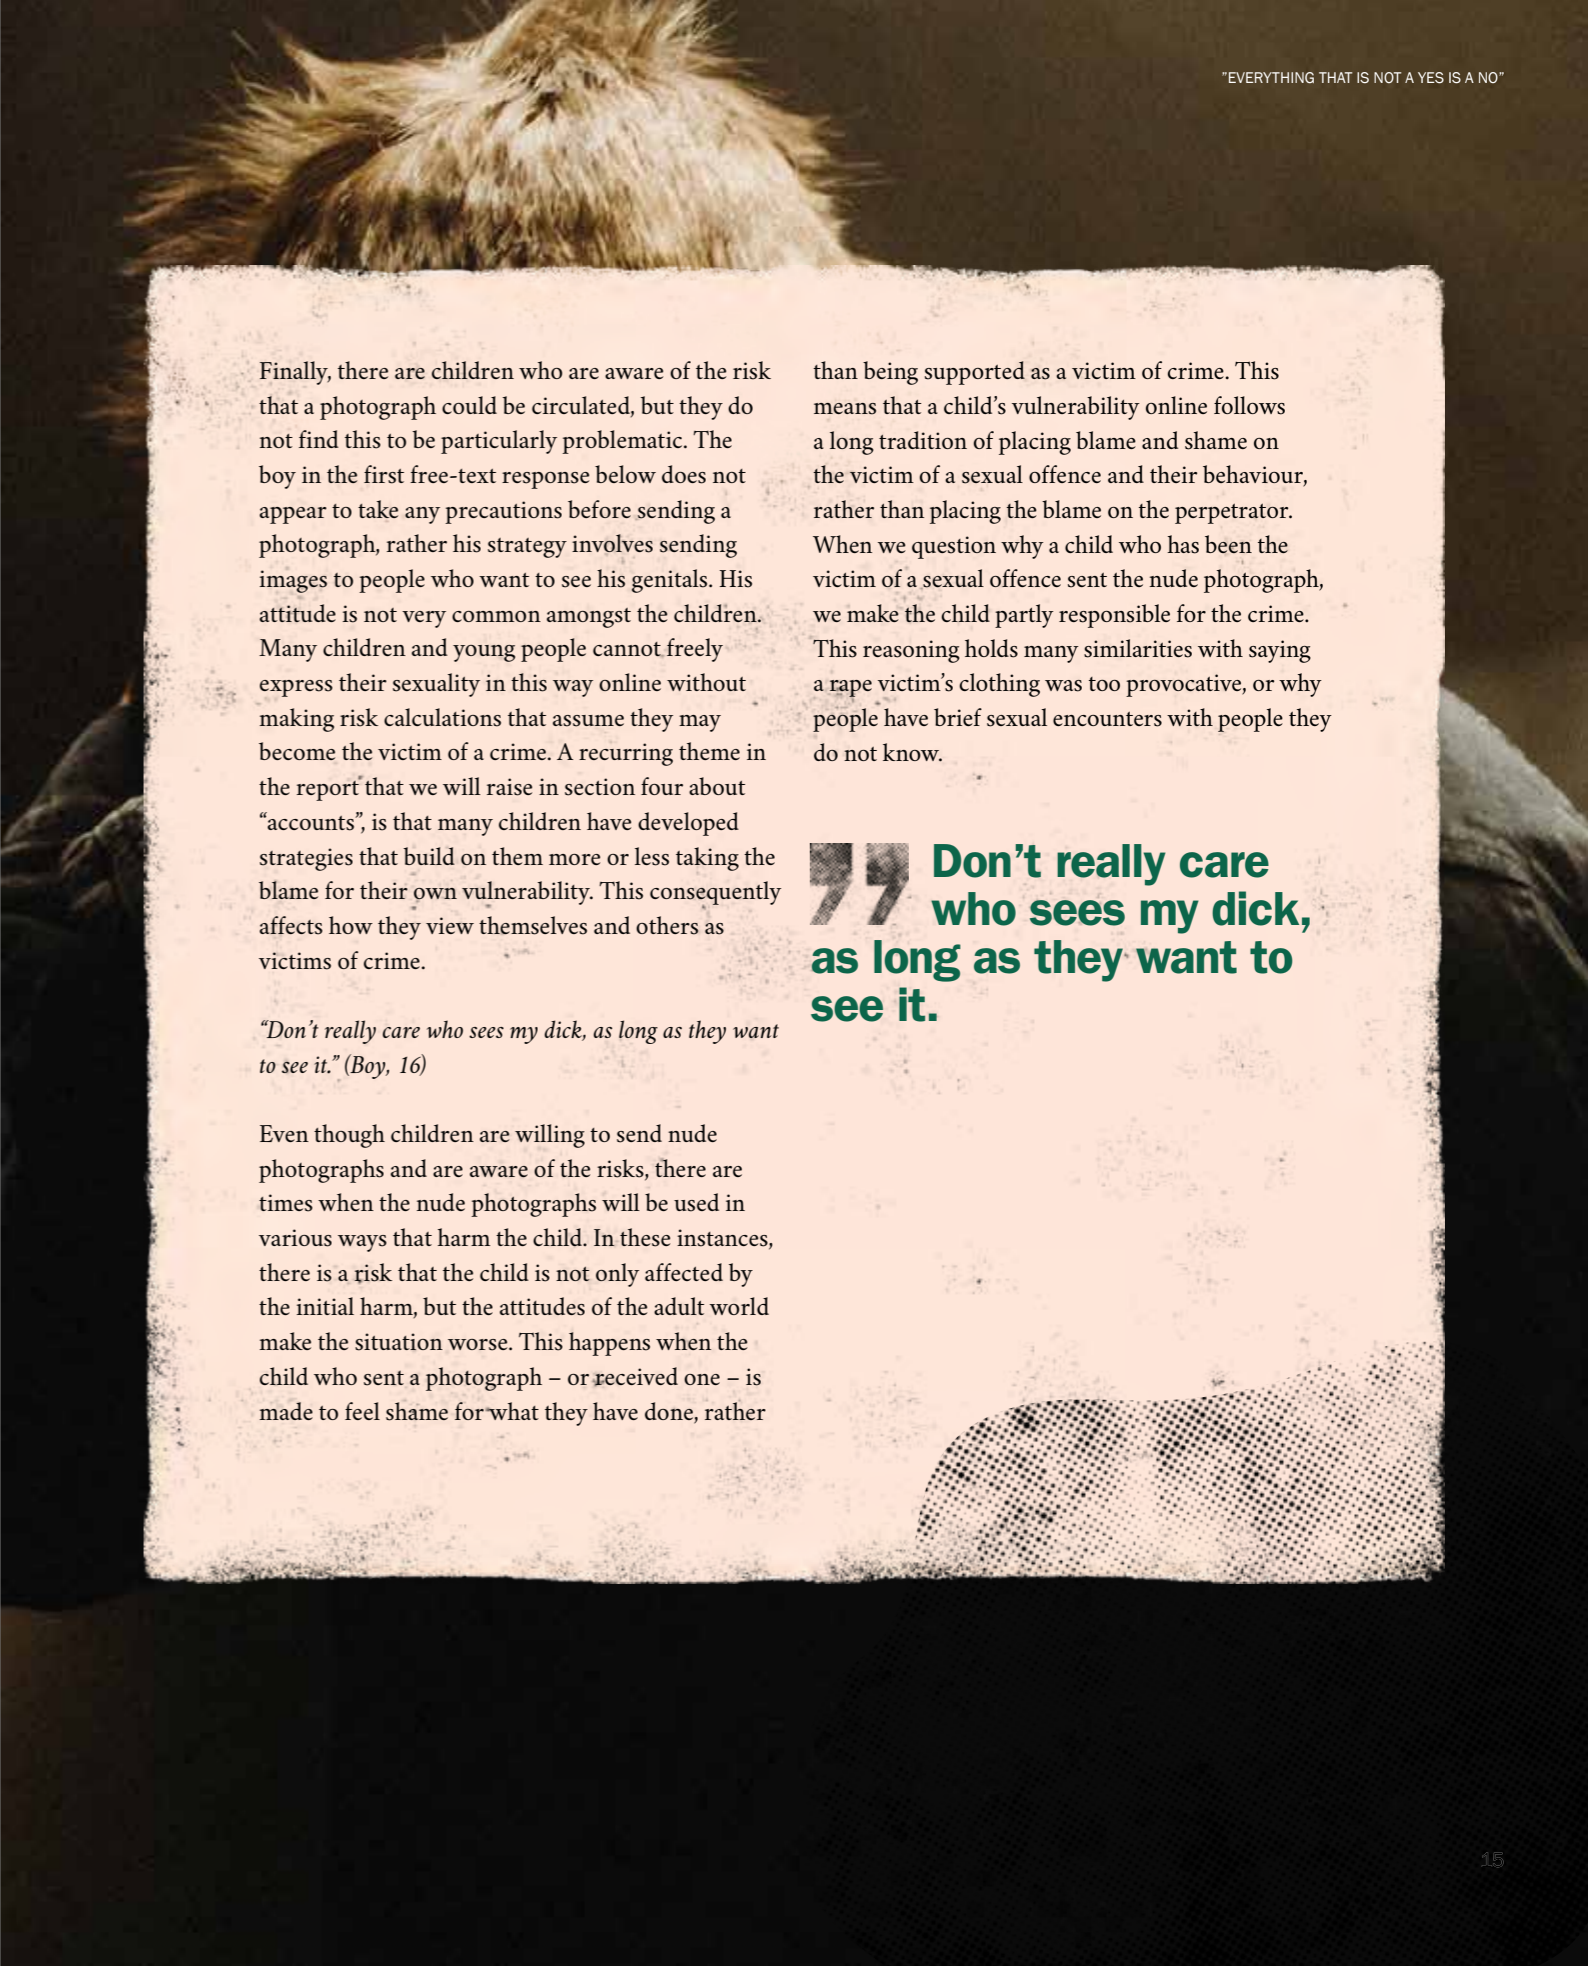 ”EVERYTHING THAT IS NOT A YES IS A NO”
Finally, there are children who are aware of the risk
that a photograph could be circulated, but they do
not find this to be particularly problematic. The
boy in the first free-text response below does not
appear to take any precautions before sending a
photograph, rather his strategy involves sending
images to people who want to see his genitals. His
attitude is not very common amongst the children.
Many children and young people cannot freely
express their sexuality in this way online without
making risk calculations that assume they may
become the victim of a crime. A recurring theme in
the report that we will raise in section four about
“accounts”, is that many children have developed
strategies that build on them more or less taking the
blame for their own vulnerability. This consequently
affects how they view themselves and others as
victims of crime.
“Don’t really care who sees my dick, as long as they want
to see it.” (Boy, 16)
Even though children are willing to send nude
photographs and are aware of the risks, there are
times when the nude photographs will be used in
various ways that harm the child. In these instances,
there is a risk that the child is not only affected by
the initial harm, but the attitudes of the adult world
make the situation worse. This happens when the
child who sent a photograph – or received one – is
made to feel shame for what they have done, rather
than being supported as a victim of crime. This
means that a child’s vulnerability online follows
a long tradition of placing blame and shame on
the victim of a sexual offence and their behaviour,
rather than placing the blame on the perpetrator.
When we question why a child who has been the
victim of a sexual offence sent the nude photograph,
we make the child partly responsible for the crime.
This reasoning holds many similarities with saying
a rape victim’s clothing was too provocative, or why
people have brief sexual encounters with people they
do not know.
” Don’t really care
who sees my dick,
as long as they want to
see it.
15